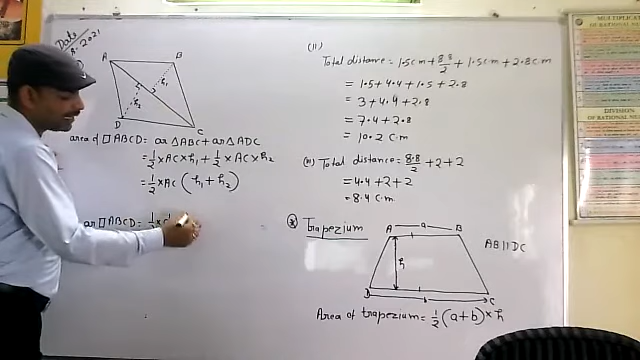 Date
2021
A
B
h₁
h₂
D
C
area of □ABCD = ar △ABC + ar △ADC
= 1/2 × AC × h₁ + 1/2 × AC × h₂
= 1/2 × AC (h₁ + h₂)
ar □ABCD = 1/2 ×
(ii)
Total distance = 1.5cm + 8.8/2 + 1.5cm + 2.8cm
= 1.5 + 4.4 + 1.5 + 2.8
= 3 + 4.4 + 2.8
= 7.4 + 2.8
= 10.2 cm
(iii) Total distance = 8.8/2 + 2 + 2
= 4.4 + 2 + 2
= 8.4 cm.
Trapezium
A a B
AB || DC
h
D b C
Area of trapezium = 1/2 (a + b) × h
OF RATIONAL
DIVISION